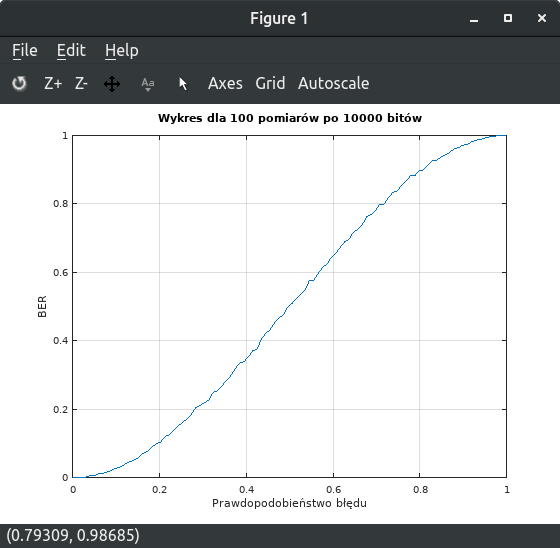 Figure 1
File Edit Help
Z+ Z- Aa Axes Grid Autoscale
Wykres dla 100 pomiarów po 10000 bitów
1
0.8
0.6
0.4
0.2
0
BER
0 0.2 0.4 0.6 0.8 1
Prawdopodobieństwo błędu
(0.79309, 0.98685)